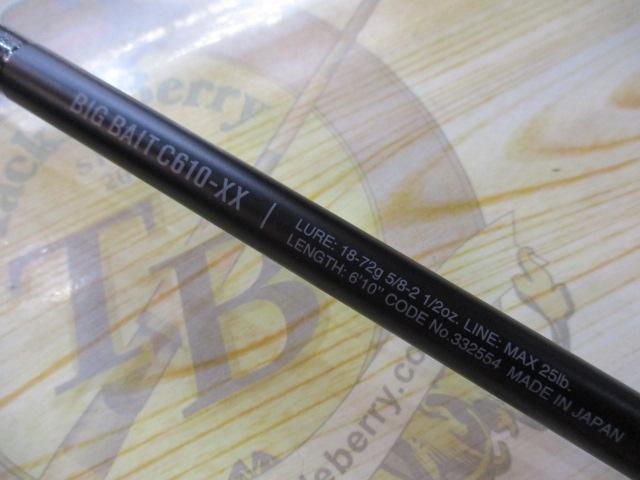 BIG BAIT C610-XX
LURE: 18-72g 5/8-2 1/2oz. LINE: MAX 25lb.
LENGTH: 6'10" CODE No.332554 MADE IN JAPAN
TB